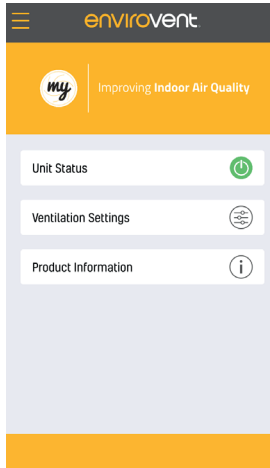 envirovent
my
Improving Indoor Air Quality
Unit Status
Ventilation Settings
Product Information